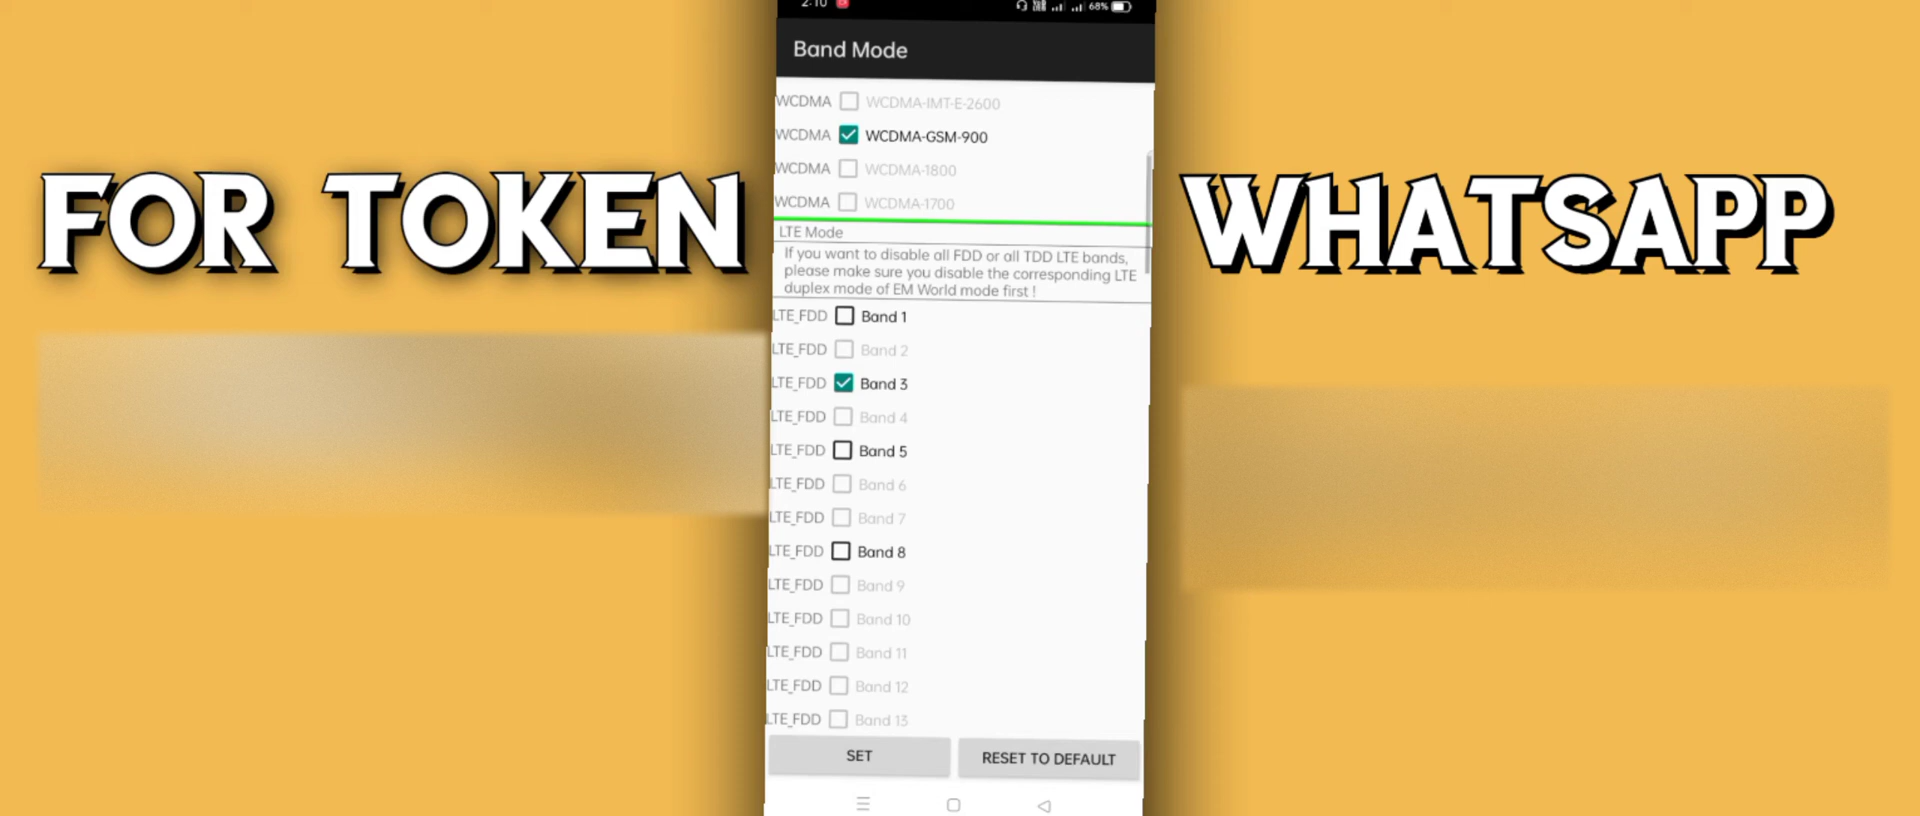 2:10 68%
Band Mode
FOR TOKEN
WHATSAPP
WCDMA WCDMA-IMT-E-2600
WCDMA WCDMA-GSM-900
WCDMA WCDMA-1800
WCDMA WCDMA-1700
LTE Mode
If you want to disable all FDD or all TDD LTE bands,
please make sure you disable the corresponding LTE
duplex mode of EM World mode first !
LTE_FDD Band 1
LTE_FDD Band 2
LTE_FDD Band 3
LTE_FDD Band 4
LTE_FDD Band 5
LTE_FDD Band 6
LTE_FDD Band 7
LTE_FDD Band 8
LTE_FDD Band 9
LTE_FDD Band 10
LTE_FDD Band 11
LTE_FDD Band 12
LTE_FDD Band 13
SET RESET TO DEFAULT